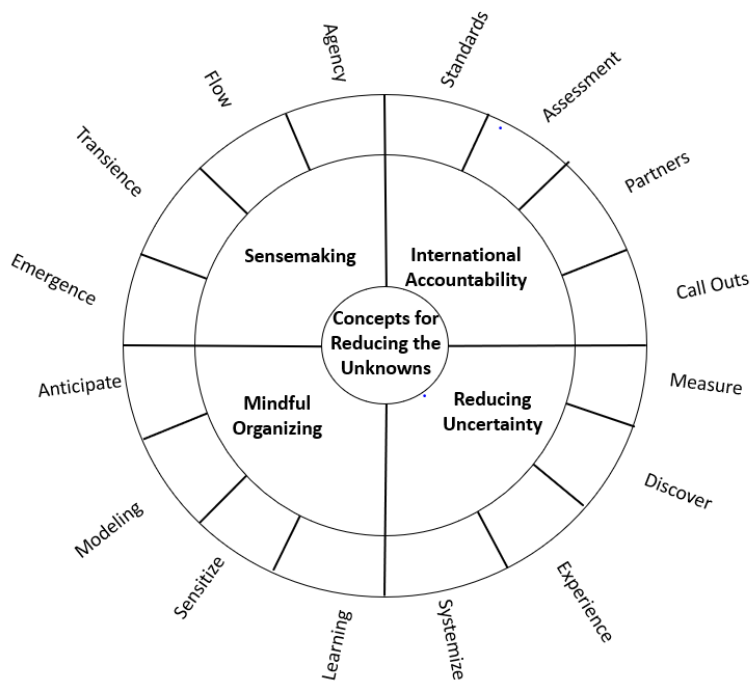 Agency
Standards
Flow
Assessment
Transience
Partners
Emergence
Call Outs
Sensemaking
International
Accountability
Concepts for
Reducing the
Unknowns
Mindful
Organizing
Reducing
Uncertainty
Anticipate
Measure
Modeling
Discover
Sensitize
Experience
Learning
Systemize